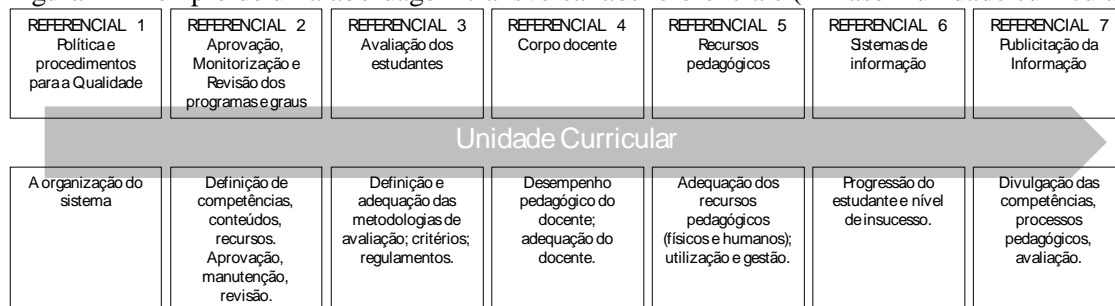 REFERENCIAL 1
Política e
procedimentos
para a Qualidade
REFERENCIAL 2
Aprovação,
Monitorização e
Revisão dos
programas e graus
REFERENCIAL 3
Avaliação dos
estudantes
REFERENCIAL 4
Corpo docente
REFERENCIAL 5
Recursos
pedagógicos
REFERENCIAL 6
Sistemas de
informação
REFERENCIAL 7
Publicitação da
Informação
Unidade Curricular
A organização do
sistema
Definição de
competências,
conteúdos,
recursos.
Aprovação,
manutenção,
revisão.
Definição e
adequação das
metodologias de
avaliação; critérios;
regulamentos.
Desempenho
pedagógico do
docente;
adequação do
docente.
Adequação dos
recursos
pedagógicos
(físicos e humanos);
utilização e gestão.
Progressão do
estudante e nível
de insucesso.
Divulgação das
competências,
processos
pedagógicos,
avaliação.